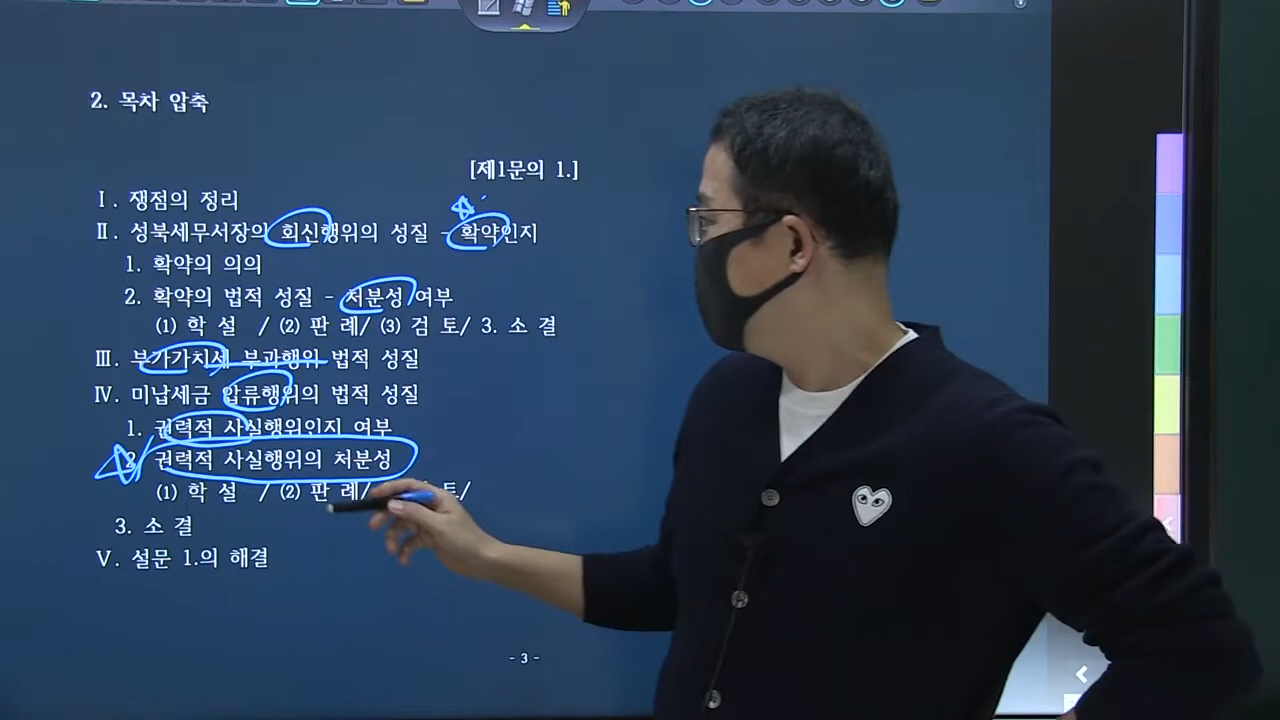 2. 목차 압축
[제1문의 1.]
Ⅰ. 쟁점의 정리
Ⅱ. 성북세무서장의 회신행위의 성질 - 확약인지
1. 확약의 의의
2. 확약의 법적 성질 - 처분성 여부
(1) 학 설 / (2) 판 례/ (3) 검 토/ 3. 소 결
Ⅲ. 부가가치세 부과행위 법적 성질
Ⅳ. 미납세금 압류행위의 법적 성질
1. 권력적 사실행위인지 여부
2. 권력적 사실행위의 처분성
(1) 학 설 / (2) 판 례/ 토/
3. 소 결
Ⅴ. 설문 1.의 해결
- 3 -